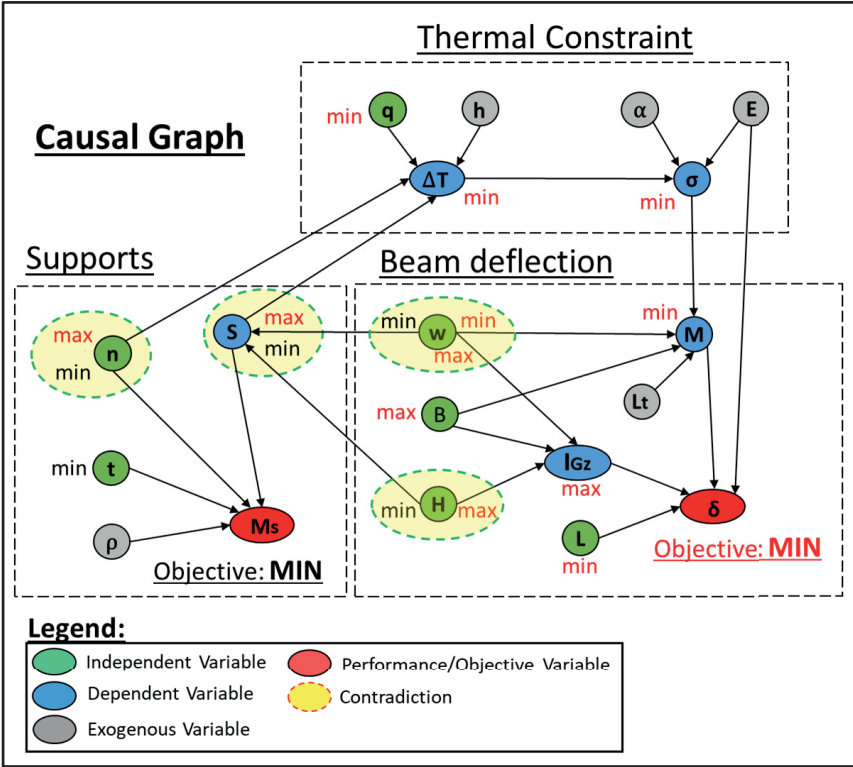 Thermal Constraint
Causal Graph
min
q
h
α
E
ΔT
min
min
σ
Supports
Beam deflection
max
n
min
S
max
min
min
w
min
max
min
M
max
B
Lt
t
min
H
max
IGz
max
min
ρ
Ms
Objective: MIN
L
min
δ
Objective: MIN
Legend:
Independent Variable
Performance/Objective Variable
Dependent Variable
Contradiction
Exogenous Variable